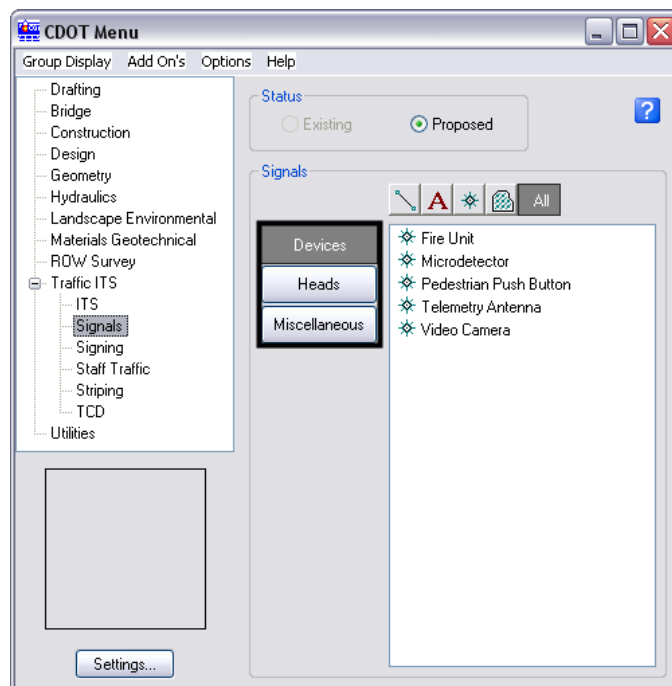 CDOT Menu
Group Display Add On's Options Help
Drafting
Bridge
Construction
Design
Geometry
Hydraulics
Landscape Environmental
Materials Geotechnical
ROW Survey
Traffic ITS
ITS
Signals
Signing
Staff Traffic
Striping
TCD
Utilities
Settings...
Status
Existing Proposed
?
Signals
A All
Devices
Heads
Miscellaneous
Fire Unit
Microdetector
Pedestrian Push Button
Telemetry Antenna
Video Camera